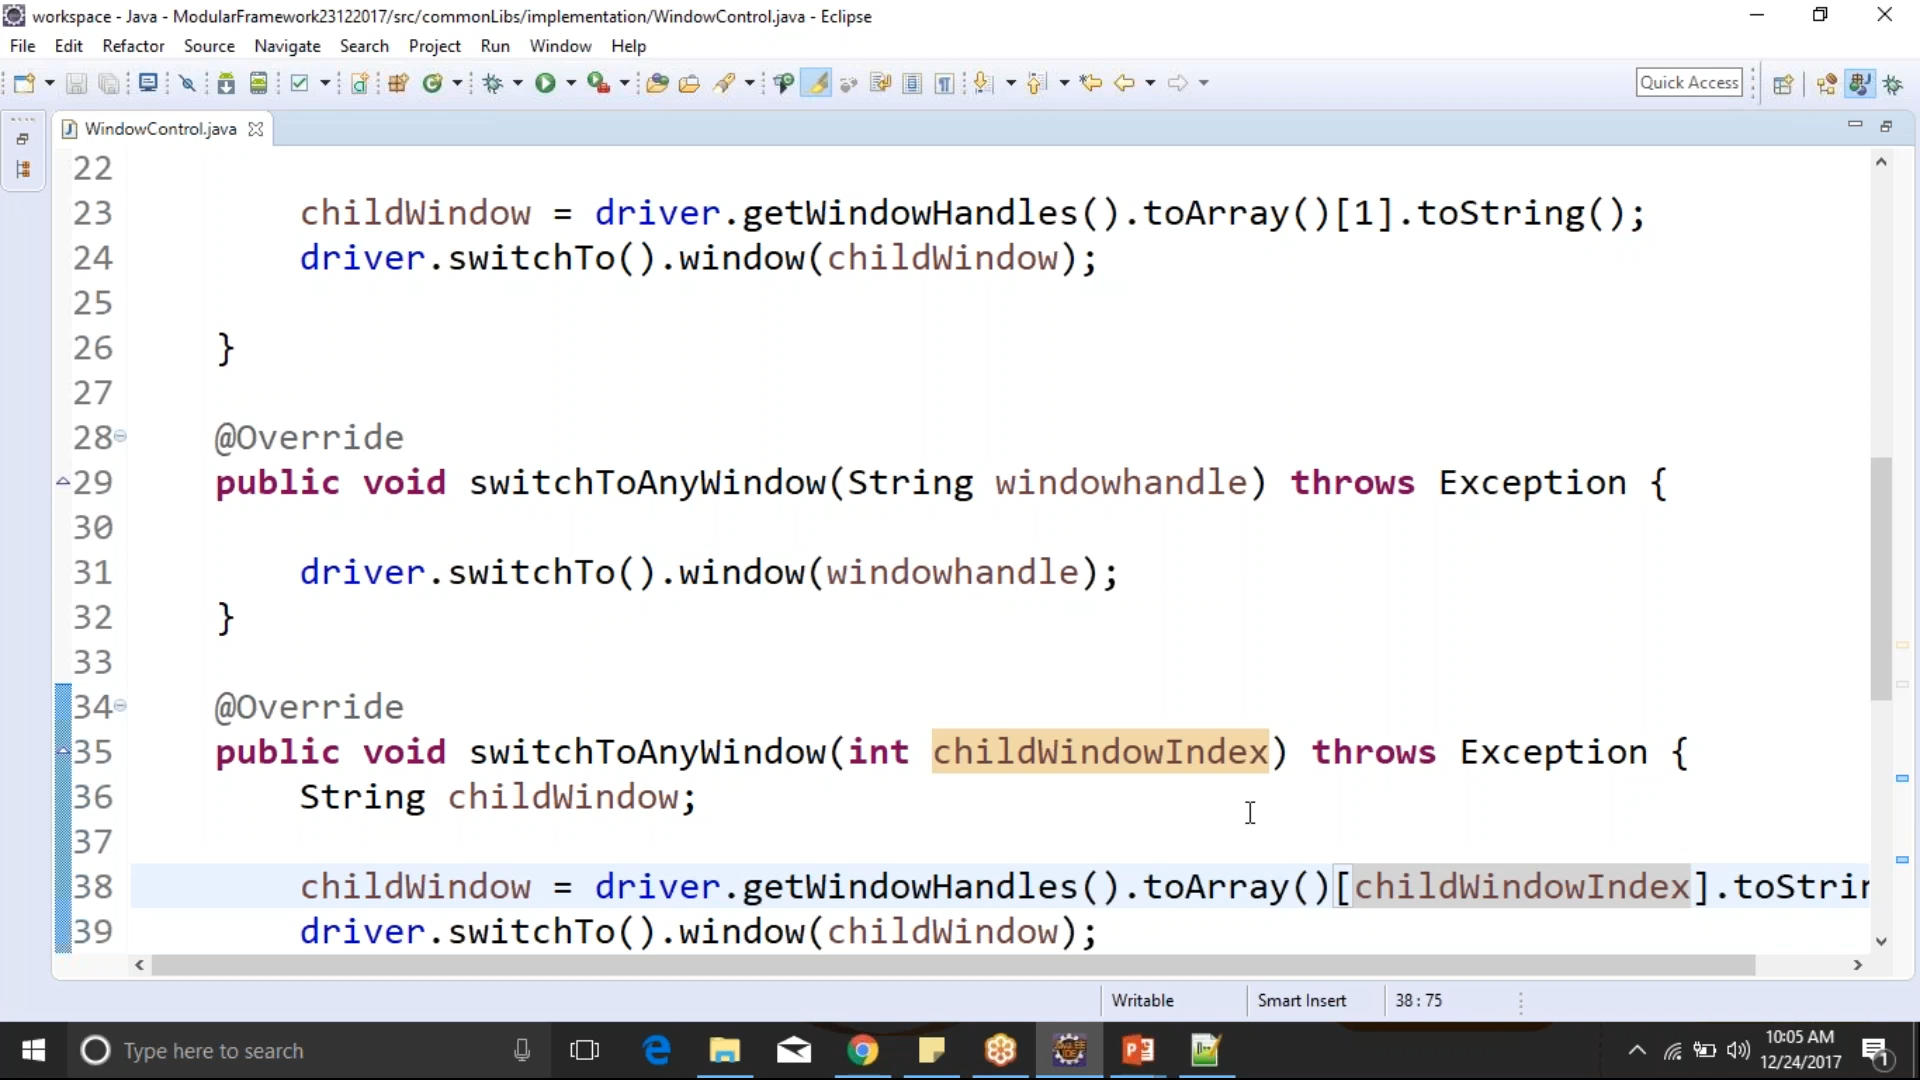 workspace - Java - ModularFramework23122017/src/commonLibs/implementation/WindowControl.java - Eclipse
File Edit Refactor Source Navigate Search Project Run Window Help
Quick Access
WindowControl.java
22
23 childWindow = driver.getWindowHandles().toArray()[1].toString();
24 driver.switchTo().window(childWindow);
25
26 }
27
28 @Override
29 public void switchToAnyWindow(String windowhandle) throws Exception {
30
31 driver.switchTo().window(windowhandle);
32 }
33
34 @Override
35 public void switchToAnyWindow(int childWindowIndex) throws Exception {
36 String childWindow;
37
38 childWindow = driver.getWindowHandles().toArray()[childWindowIndex].toStrin
39 driver.switchTo().window(childWindow);
Writable Smart Insert 38 : 75
Type here to search
10:05 AM
12/24/2017
1